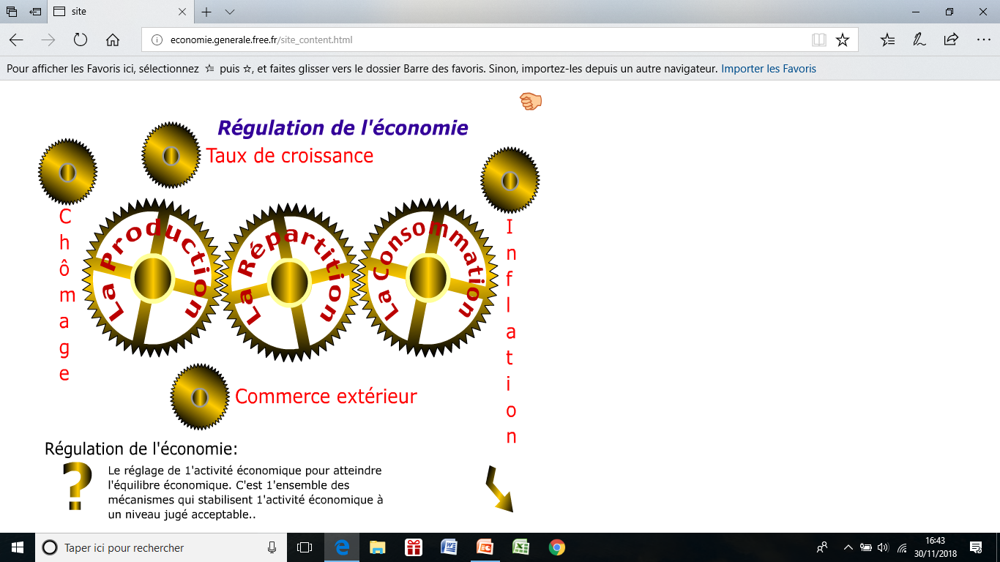 site
economie.generale.free.fr/site_content.html
Pour afficher les Favoris ici, sélectionnez puis ☆, et faites glisser vers le dossier Barre des favoris. Sinon, importez-les depuis un autre navigateur. Importer les Favoris
Régulation de l'économie
Taux de croissance
Chômage
La Production
La Répartition
La Consommation
Inflation
Commerce extérieur
Régulation de l'économie:
?
Le réglage de 1'activité économique pour atteindre
l'équilibre économique. C'est 1'ensemble des
mécanismes qui stabilisent 1'activité économique à
un niveau jugé acceptable..
Taper ici pour rechercher
16:43
30/11/2018